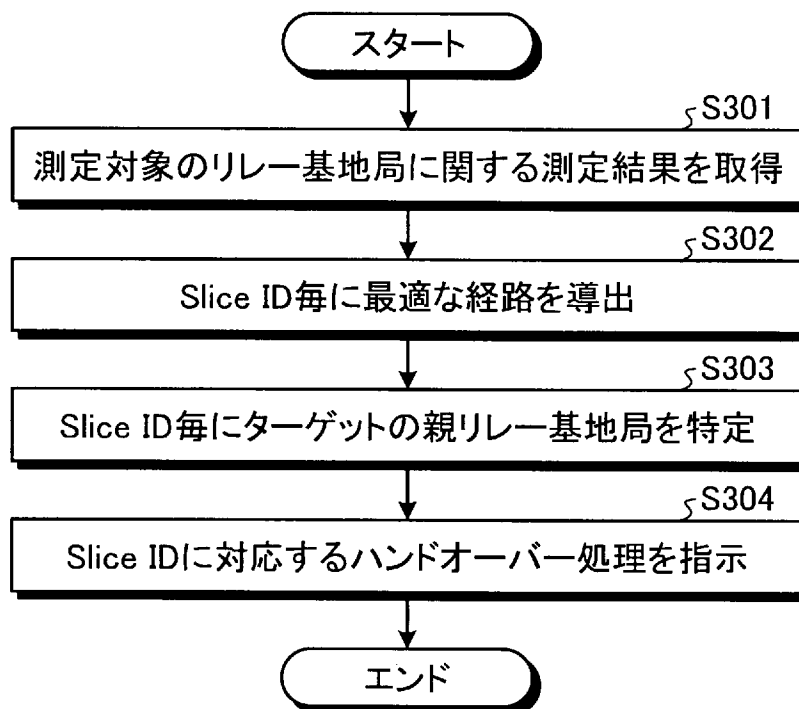 スタート
S301
測定対象のリレー基地局に関する測定結果を取得
S302
Slice ID毎に最適な経路を導出
S303
Slice ID毎にターゲットの親リレー基地局を特定
S304
Slice IDに対応するハンドオーバー処理を指示
エンド